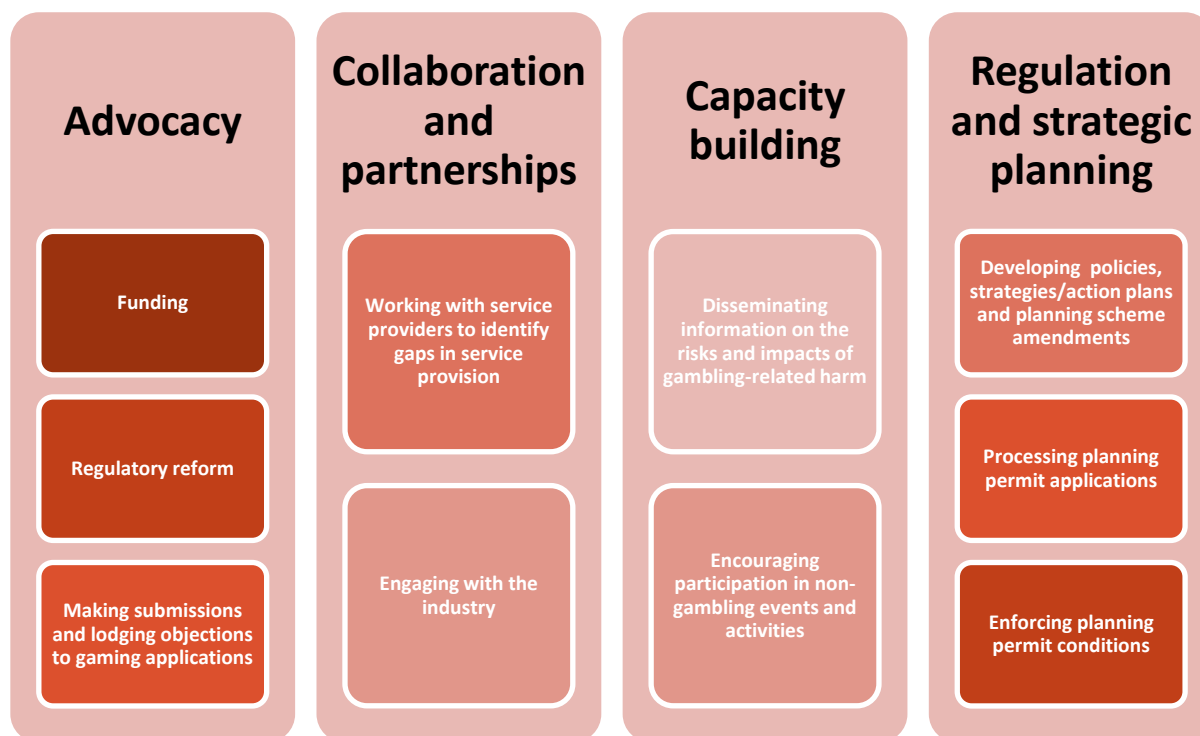 Advocacy
Funding
Regulatory reform
Making submissions
and lodging objections
to gaming applications
Collaboration
and
partnerships
Working with service
providers to identify
gaps in service
provision
Engaging with the
industry
Capacity
building
Disseminating
information on the
risks and impacts of
gambling-related harm
Encouraging
participation in non-
gambling events and
activities
Regulation
and strategic
planning
Developing  policies,
strategies/action plans
and planning scheme
amendments
Processing planning
permit applications
Enforcing planning
permit conditions